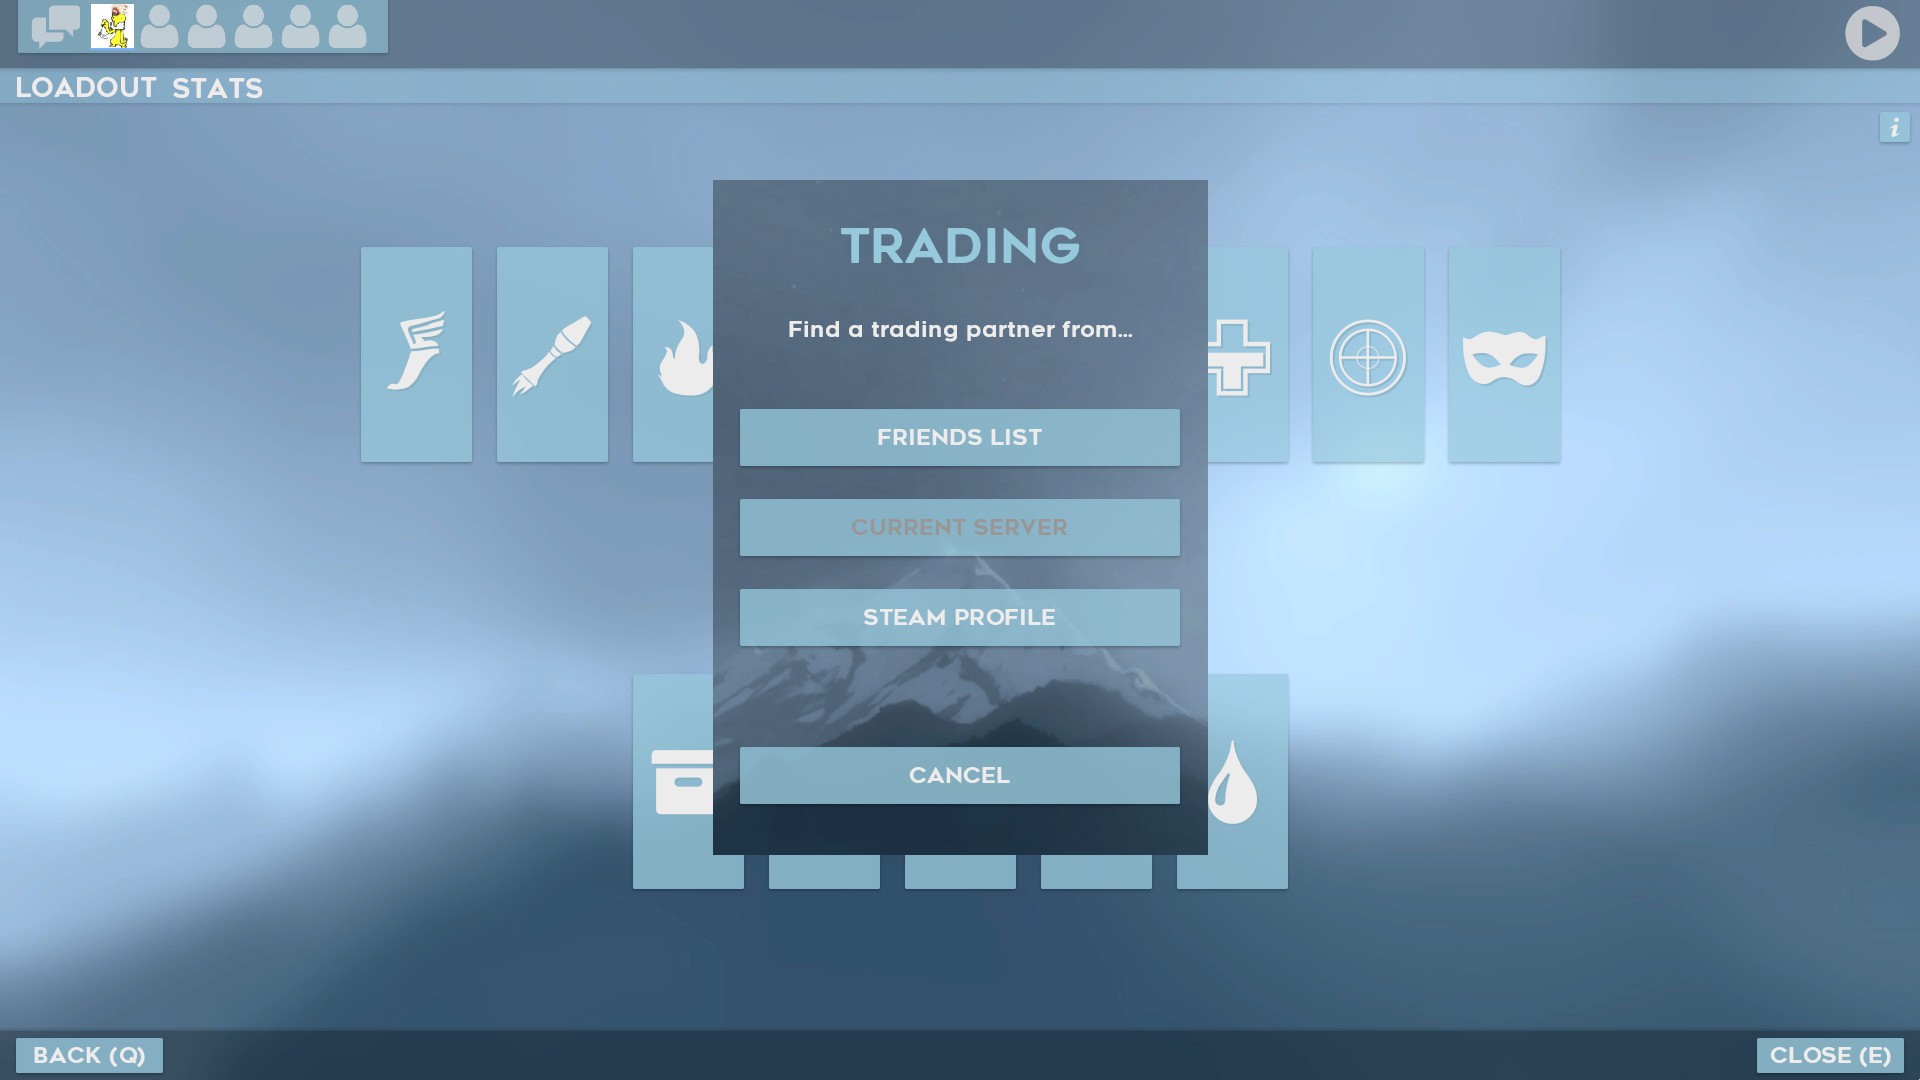 LOADOUT STATS
i
TRADING
Find a trading partner from...
FRIENDS LIST
CURRENT SERVER
STEAM PROFILE
CANCEL
BACK (Q)
CLOSE (E)